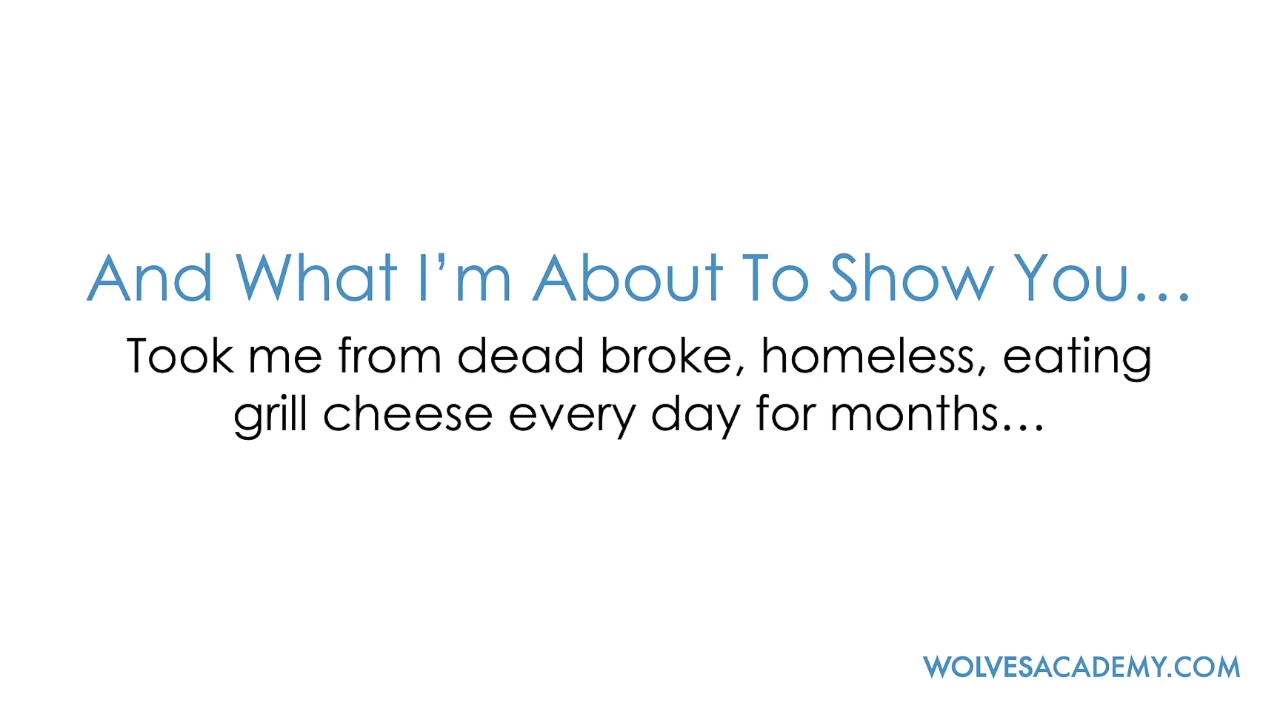 And What I’m About To Show You…
Took me from dead broke, homeless, eating
grill cheese every day for months…
WOLVESACADEMY.COM